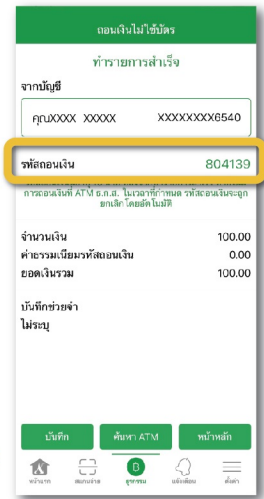 ถอนเงินไม่ใช้บัตร
ทำรายการสำเร็จ
จากบัญชี
คุณXXXX XXXXX XXXXXXXX6540
รหัสถอนเงิน 804139
การถอนเงินที่ ATM ธ.ก.ส. ในเวลาที่กำหนด รหัสถอนเงินจะถูก
ยกเลิกโดยอัตโนมัติ
จำนวนเงิน 100.00
ค่าธรรมเนียมรหัสถอนเงิน 0.00
ยอดเงินรวม 100.00
บันทึกช่วยจำ
ไม่ระบุ
บันทึก ค้นหา ATM หน้าหลัก
หน้าแรก สแกนจ่าย ธุรกรรม แจ้งเตือน ตั้งค่า